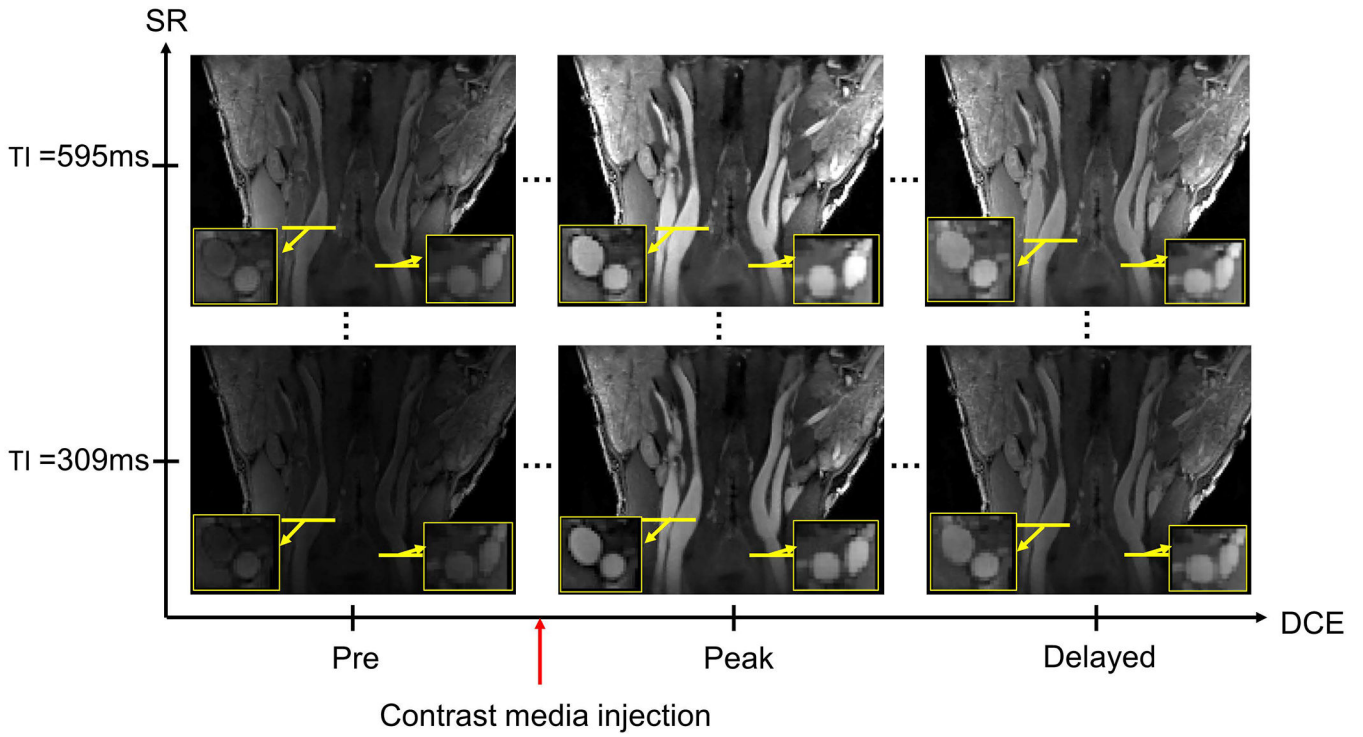 SR
TI =595ms
...
...
TI =309ms
...
...
DCE
Pre
Peak
Delayed
Contrast media injection